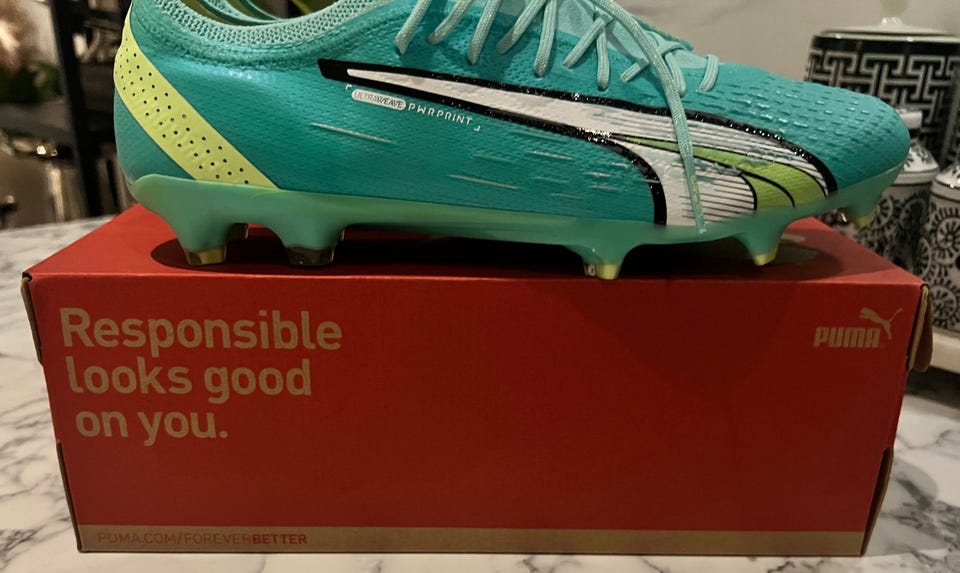 ULTRAWEAVE PWRPRINT
Responsible
looks good
on you.
PUMA
PUMA.COM/FOREVERBETTER